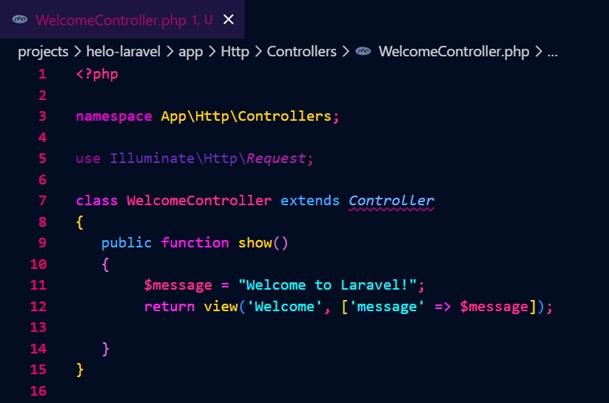 WelcomeController.php 1, U
projects > helo-laravel > app > Http > Controllers > WelcomeController.php > ...
1 <?php
2
3 namespace App\Http\Controllers;
4
5 use Illuminate\Http\Request;
6
7 class WelcomeController extends Controller
8 {
9 public function show()
10 {
11 $message = "Welcome to Laravel!";
12 return view('Welcome', ['message' => $message]);
13
14 }
15 }
16